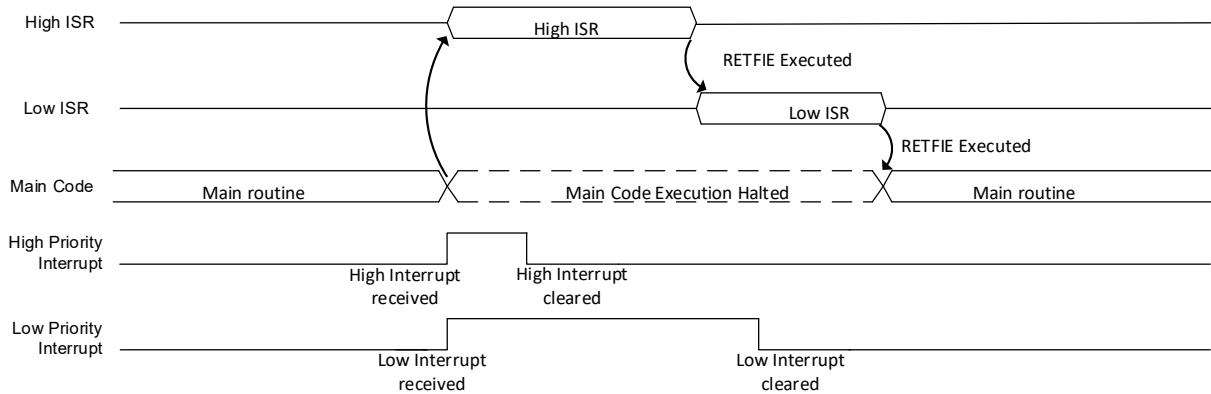 High ISR
High ISR
RETFIE Executed
Low ISR
Low ISR
RETFIE Executed
Main Code
Main routine
Main Code Execution Halted
Main routine
High Priority
Interrupt
High Interrupt
received
High Interrupt
cleared
Low Priority
Interrupt
Low Interrupt
received
Low Interrupt
cleared